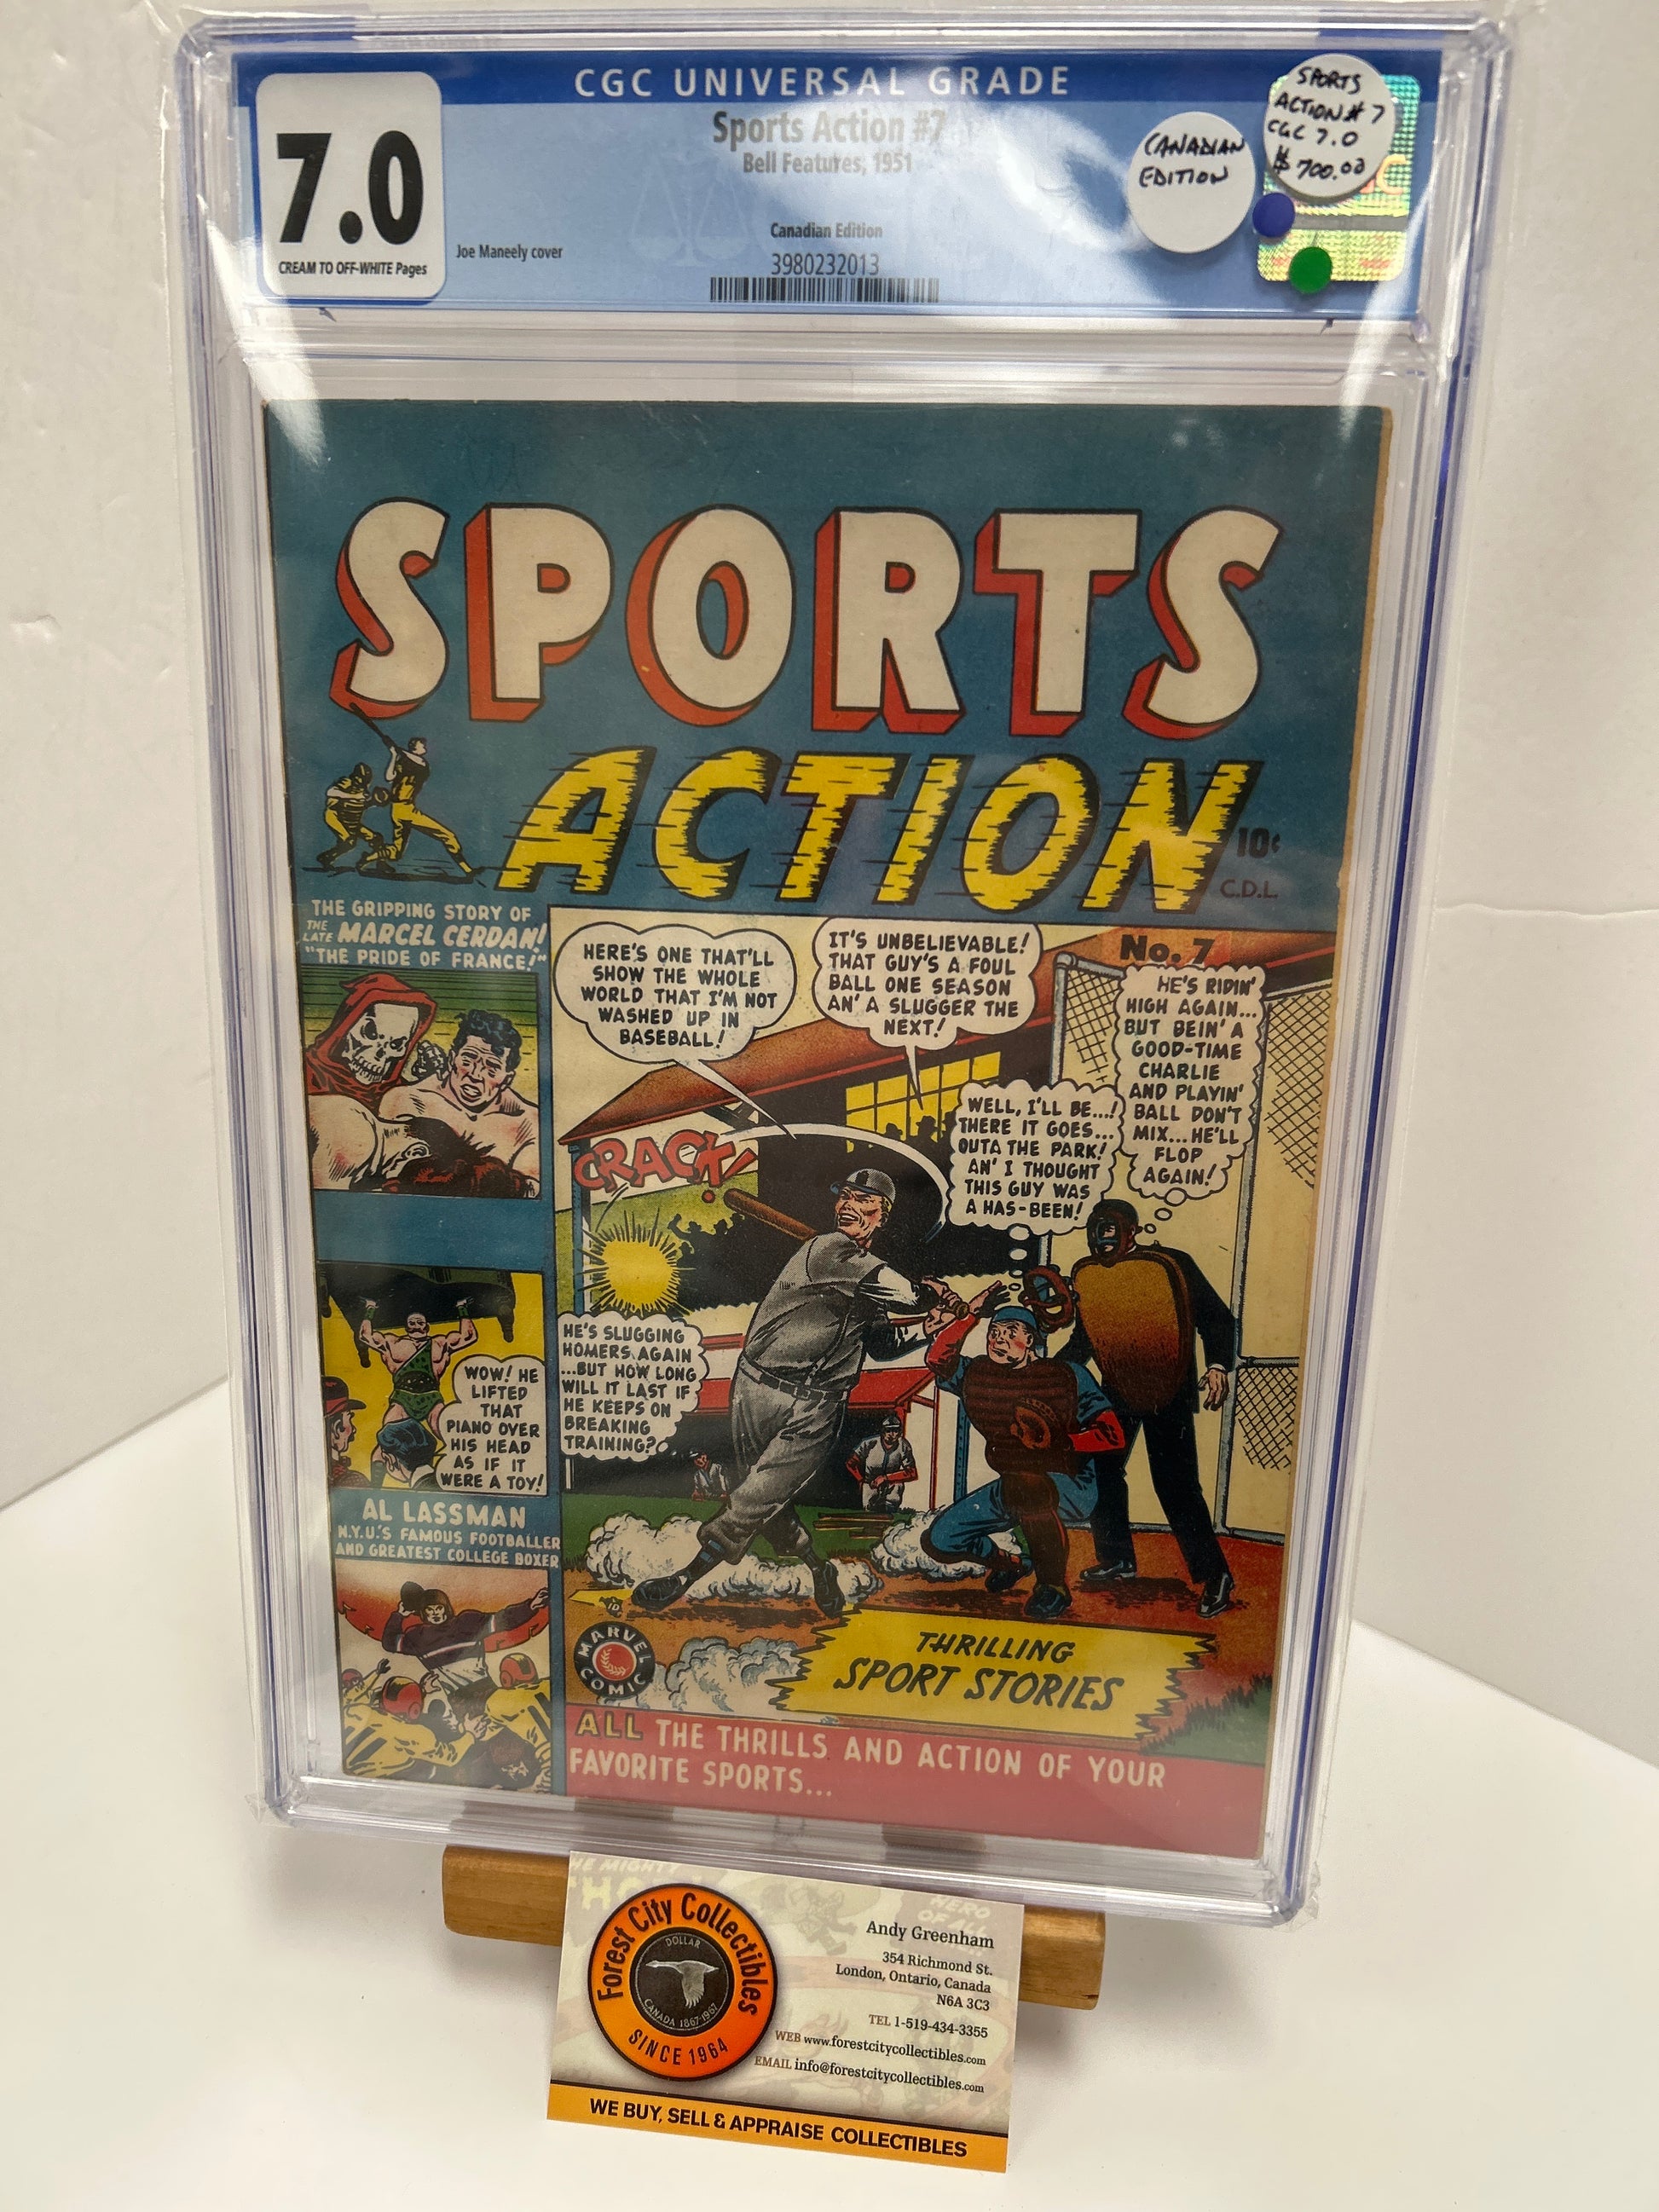 CGC UNIVERSAL GRADE
7.0
CREAM TO OFF-WHITE Pages
Sports Action #7
Bell Features, 1951
Canadian Edition
Joe Maneely cover
3980232013
CANADIAN
EDITION
SPORTS
ACTION # 7
CGC 7.0
$ 700.00
SPORTS
ACTION
10¢
C.D.L.
THE GRIPPING STORY OF
THE LATE MARCEL CERDAN!
"THE PRIDE OF FRANCE!"
No. 7
HERE'S ONE THAT'LL
SHOW THE WHOLE
WORLD THAT I'M NOT
WASHED UP IN
BASEBALL!
IT'S UNBELIEVABLE!
THAT GUY'S A FOUL
BALL ONE SEASON
AN' A SLUGGER THE
NEXT!
HE'S RIDIN'
HIGH AGAIN...
BUT BEIN' A
GOOD-TIME
CHARLIE
AND PLAYIN'
BALL DON'T
MIX...HE'LL
FLOP
AGAIN!
WELL, I'LL BE...!
THERE IT GOES...
OUTA THE PARK!
AN' I THOUGHT
THIS GUY WAS
A HAS-BEEN!
CRACK!
HE'S SLUGGING
HOMERS AGAIN
...BUT HOW LONG
WILL IT LAST IF
HE KEEPS ON
BREAKING
TRAINING?
WOW! HE
LIFTED
THAT
PIANO OVER
HIS HEAD
AS IF IT
WERE A TOY!
AL LASSMAN
N.Y.U.'S FAMOUS FOOTBALLER
AND GREATEST COLLEGE BOXER
MARVEL
COMIC
THRILLING
SPORT STORIES
ALL THE THRILLS AND ACTION OF YOUR
FAVORITE SPORTS...
Forest City Collectibles
DOLLAR
CANADA 1867-1967
SINCE 1964
Andy Greenham
354 Richmond St.
London, Ontario, Canada
N6A 3C3
TEL 1-519-434-3355
WEB www.forestcitycollectibles.com
EMAIL info@forestcitycollectibles.com
WE BUY, SELL & APPRAISE COLLECTIBLES